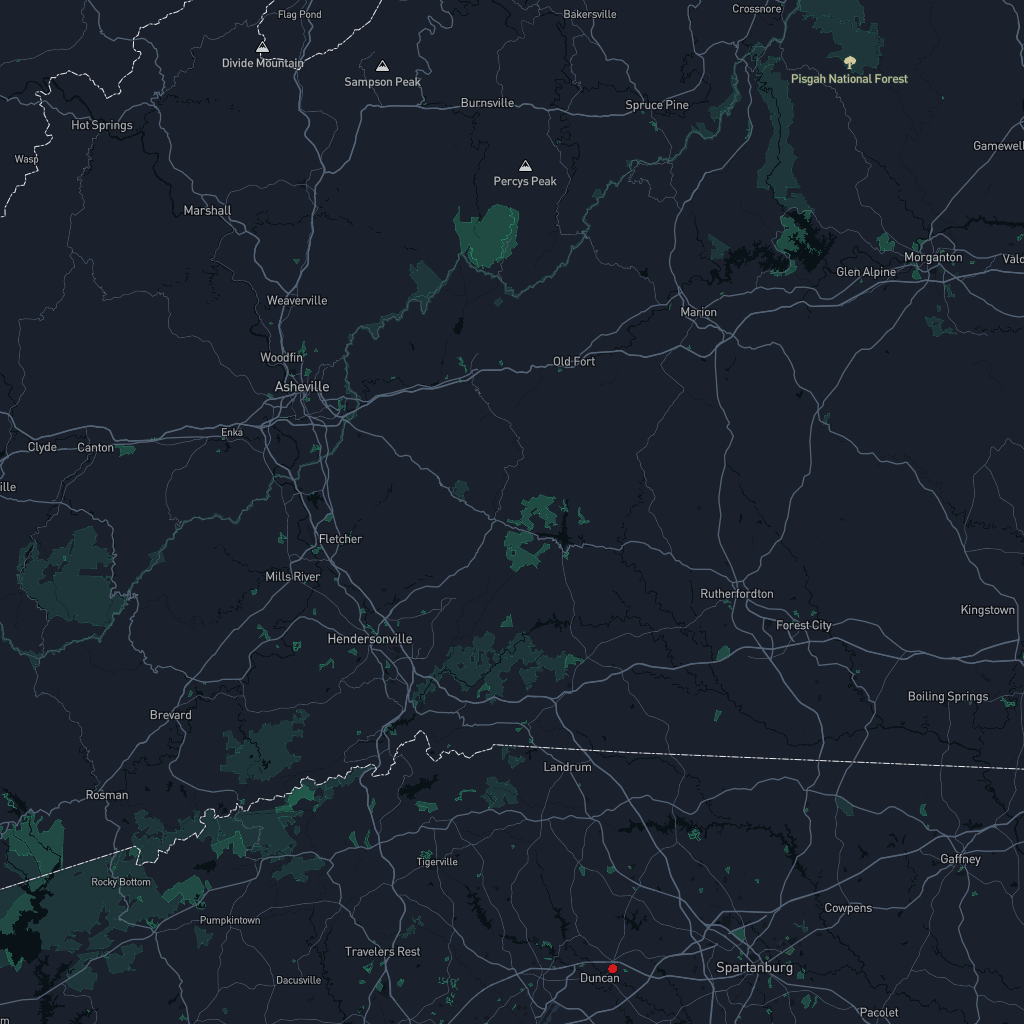 Crossnore
Flag Pond
Bakersville
Divide Mountain
Sampson Peak
Pisgah National Forest
Burnsville
Spruce Pine
Hot Springs
Gamewell
Wasp
Percys Peak
Marshall
Morganton
Valo
Glen Alpine
Weaverville
Marion
Woodfin
Old Fort
Asheville
Enka
Clyde
Canton
ille
Fletcher
Mills River
Rutherfordton
Kingstown
Forest City
Hendersonville
Boiling Springs
Brevard
Landrum
Rosman
Gaffney
Tigerville
Rocky Bottom
Cowpens
Pumpkintown
Travelers Rest
Spartanburg
Duncan
Dacusville
Pacolet
m